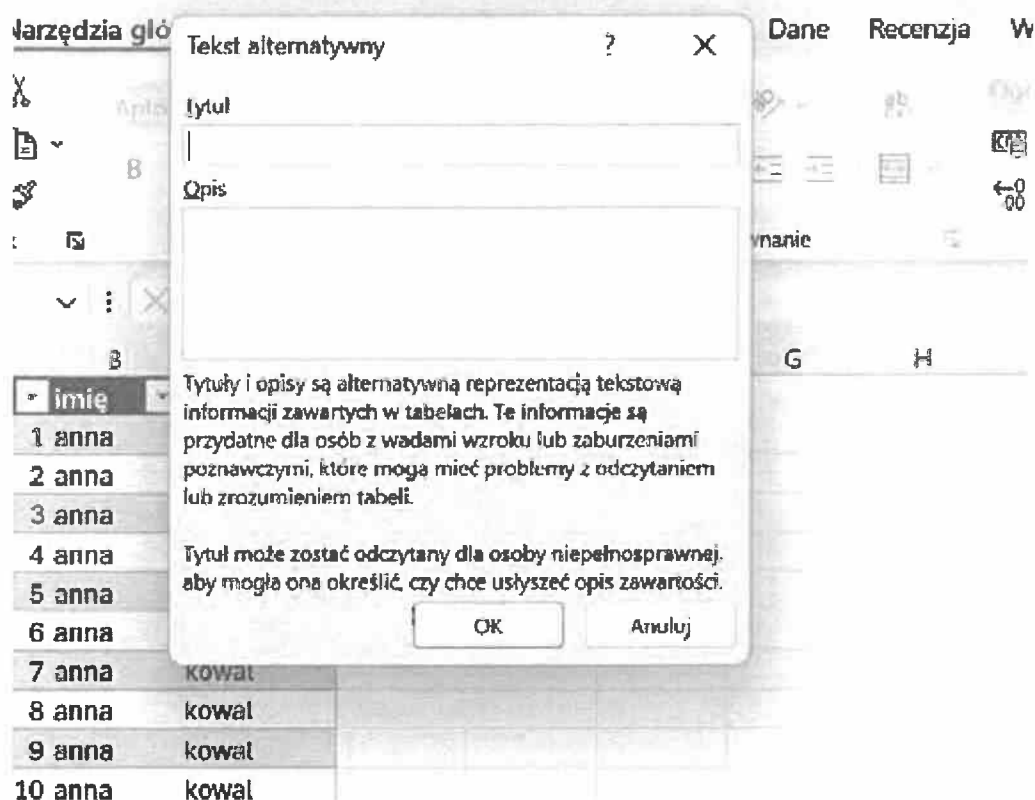 Narzędzia głó
Dane Recenzja W
Tekst alternatywny ? X
Tytuł
Opis
B
ab
00
wnanie
B G H
imię
Tytuły i opisy są alternatywną reprezentacją tekstową
informacji zawartych w tabelach. Te informacje są
przydatne dla osób z wadami wzroku lub zaburzeniami
poznawczymi, które mogą mieć problemy z odczytaniem
lub zrozumieniem tabeli.
Tytuł może zostać odczytany dla osoby niepełnosprawnej,
aby mogła ona określić, czy chce usłyszeć opis zawartości.
OK Anuluj
1 anna
2 anna
3 anna
4 anna
5 anna
6 anna
7 anna kowal
8 anna kowal
9 anna kowal
10 anna kowal